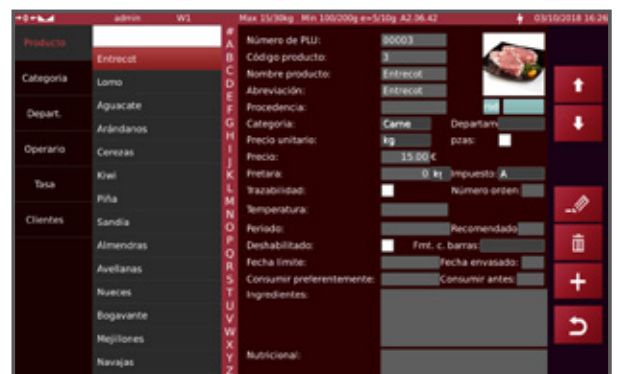 admin W1 Max 15/30kg Min 100/200g e=5/10g A2.36.42 03/10/2018 16:26
Producto
Categoria
Depart.
Operario
Tasa
Clientes
Entrecot
Lomo
Aguacate
Arándanos
Cerezas
Kiwi
Piña
Sandía
Almendras
Avellanas
Nueces
Bogavante
Mejillones
Navajas
#
A
B
C
D
E
F
G
H
I
J
K
L
M
N
O
P
Q
R
S
T
U
V
W
X
Y
Z
Número de PLU: 00003
Código producto: 3
Nombre producto: Entrecot
Abreviación: Entrecot
Procedencia:
Categoria: Carne Departam
Precio unitario: kg pzas:
Precio: 15.00 €
Pretara: 0 kg Impuesto: A
Trazabilidad: Número orden:
Temperatura:
Periodo: Recomendado
Deshabilitado: Fmt. c. barras:
Fecha límite: Fecha envasado:
Consumir preferentemente: Consumir antes:
Ingredientes:
Nutricional: